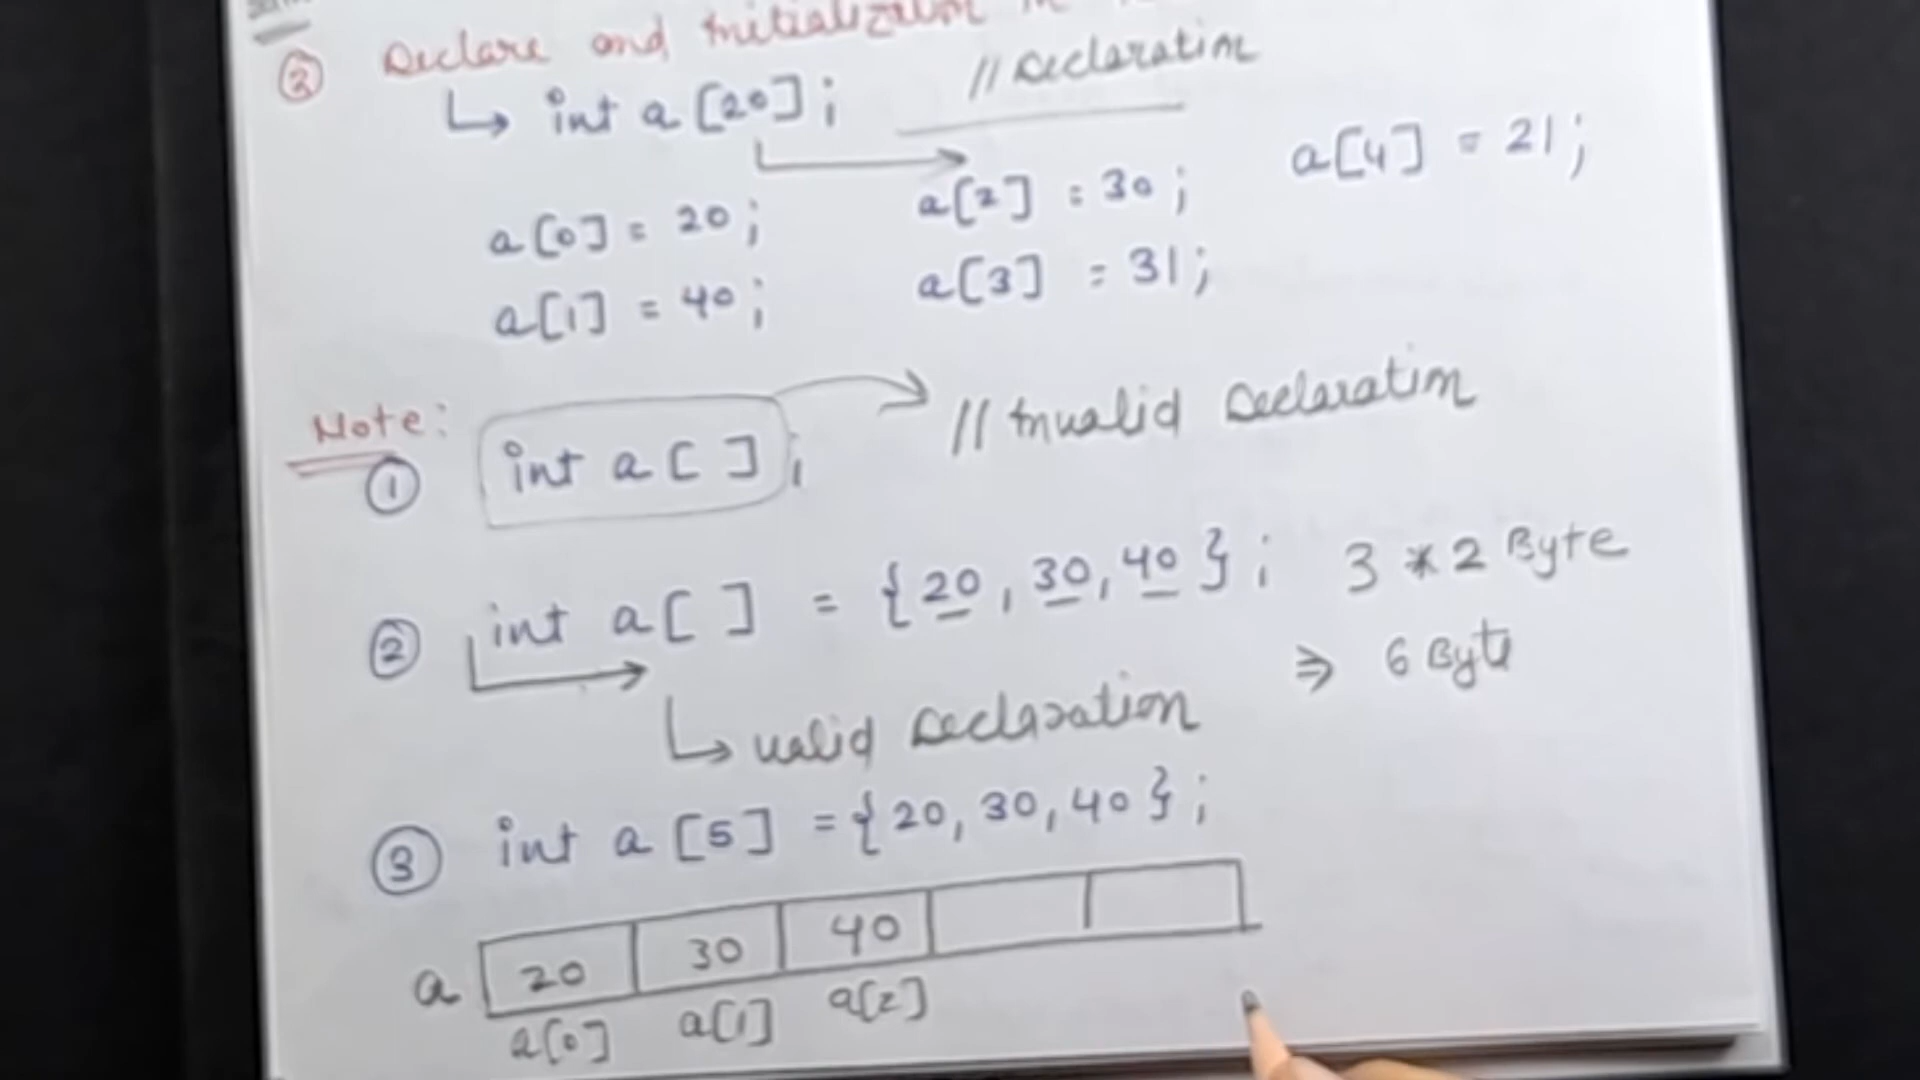 ② Declare and Initialization in
↳ int a [20] ; // Declaration
a[0] = 20 ; a[2] = 30 ; a[4] = 21 ;
a[1] = 40 ; a[3] = 31 ;
Note:
① int a [ ] ; // Invalid Declaration
② int a [ ] = {20, 30, 40 } ; 3 * 2 Byte
⇒ 6 Byte
↳ valid Declaration
③ int a [5] = {20, 30, 40 } ;
a 20 30 40
a[0] a[1] a[2]